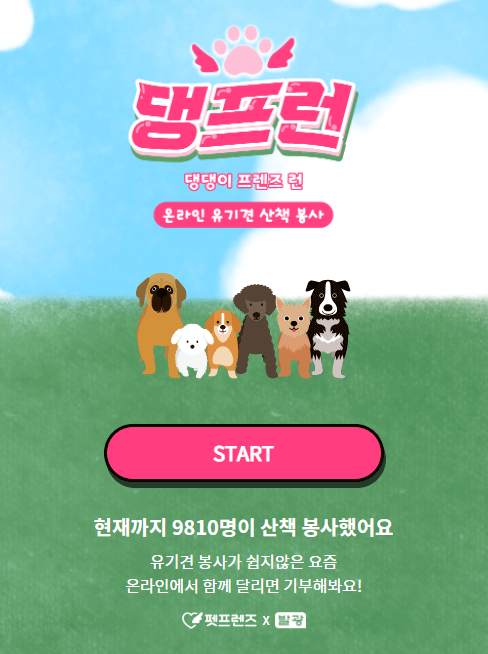 댕프런
댕댕이 프렌즈 런
온라인 유기견 산책 봉사
START
현재까지 9810명이 산책 봉사했어요
유기견 봉사가 쉽지않은 요즘
온라인에서 함께 달리면 기부해봐요!
펫프렌즈 x 발광